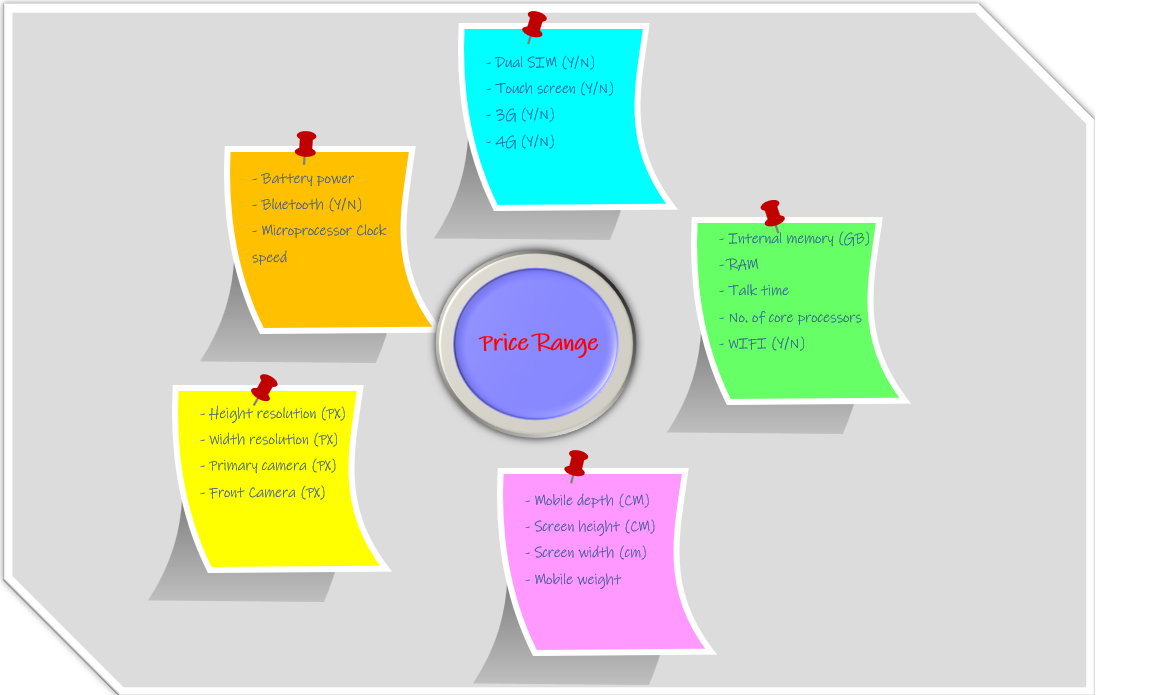 - Dual SIM (Y/N)
- Touch screen (Y/N)
- 3G (Y/N)
- 4G (Y/N)
- Battery power
- Bluetooth (Y/N)
- Microprocessor Clock
speed
- Internal memory (GB)
- RAM
- Talk time
- No. of core processors
- WIFI (Y/N)
Price Range
- Height resolution (PX)
- Width resolution (PX)
- Primary camera (PX)
- Front Camera (PX)
- Mobile depth (CM)
- Screen height (CM)
- Screen width (cm)
- Mobile weight